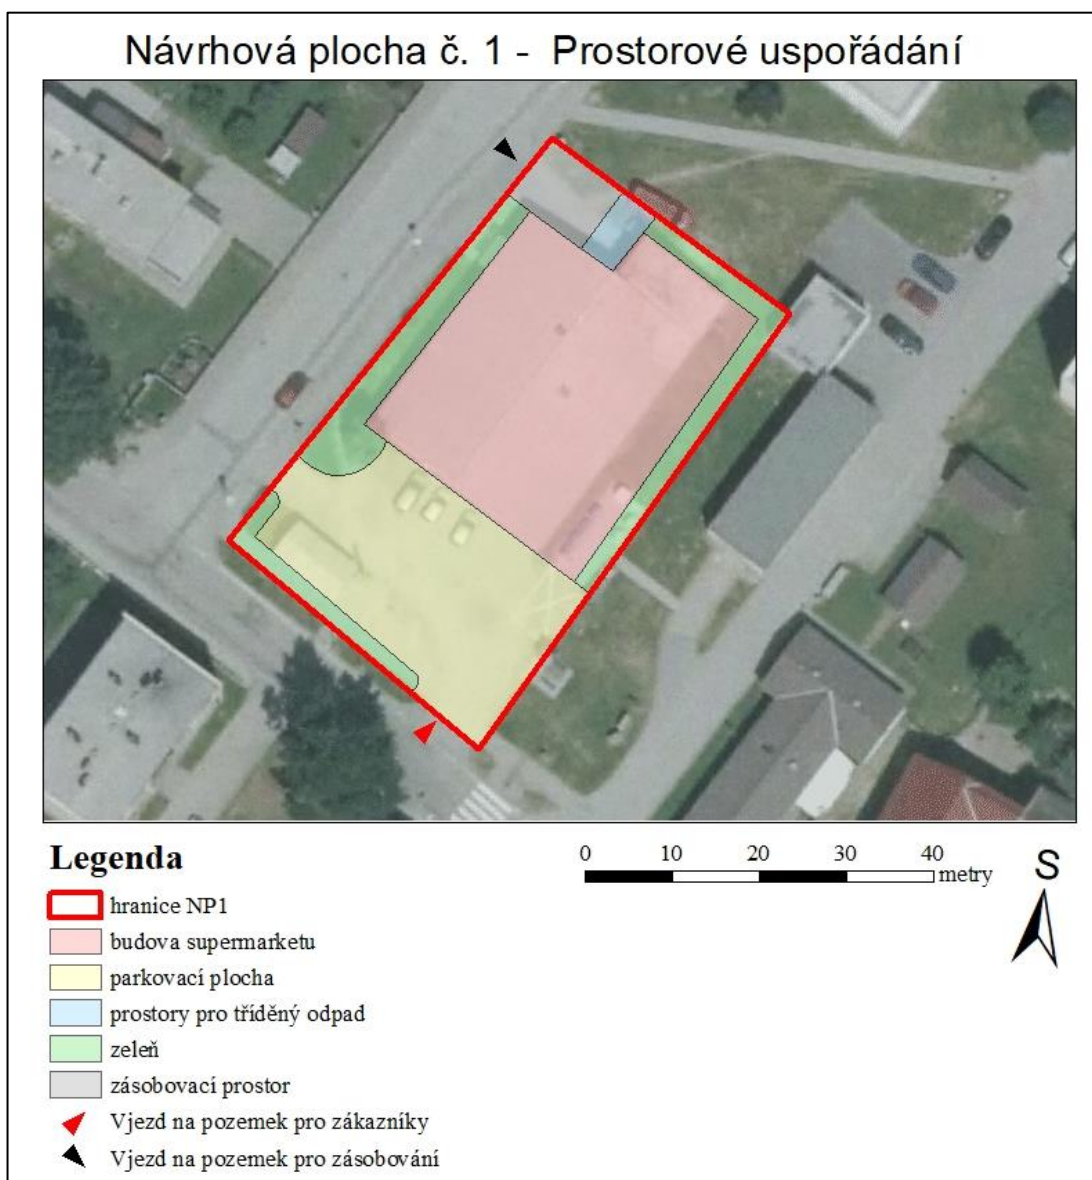 Návrhová plocha č. 1 - Prostorové uspořádání
Legenda
hranice NP1
budova supermarketu
parkovací plocha
prostory pro tříděný odpad
zeleň
zásobovací prostor
Vjezd na pozemek pro zákazníky
Vjezd na pozemek pro zásobování
0 10 20 30 40
metry
S